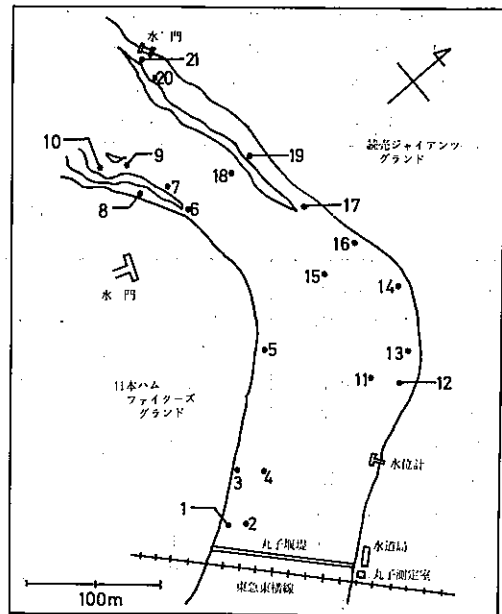 水門
21
20
読売ジャイアンツ
グランド
10
9
19
18
7
8
6
17
16
水門
15
14
5
13
11
12
日本ハム
ファイターズ
グランド
水位計
3
4
1
2
丸子堰堤
水道局
丸子測定室
東急東横線
100m